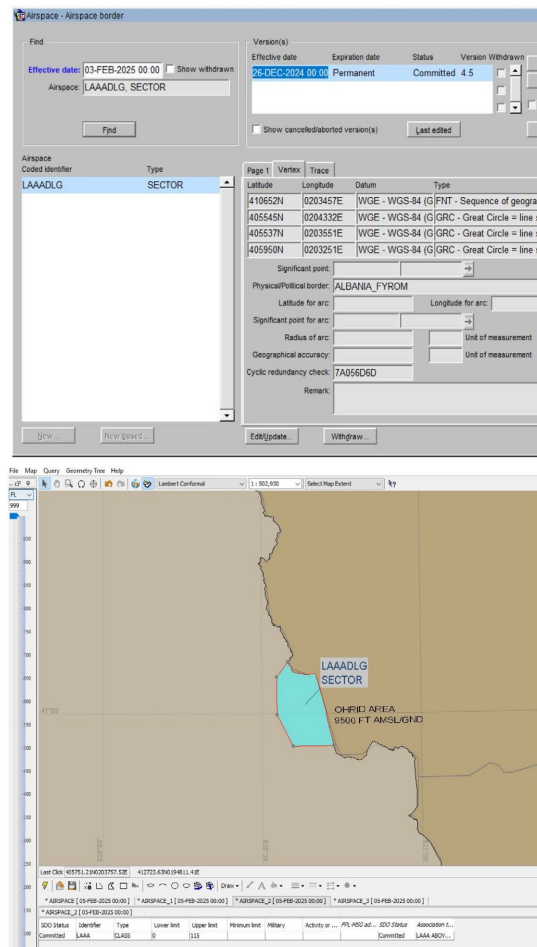 Airspace - Airspace border
Find
Effective date: 03-FEB-2025 00:00 Show withdrawn
Airspace: LAAADLG, SECTOR
Find
Version(s)
Effective date Expiration date Status Version Withdrawn
26-DEC-2024 00:00 Permanent Committed 4.5
Show cancelled/aborted version(s) Last edited
Airspace
Coded identifier Type
LAAADLG SECTOR
Page 1 Vertex Trace
Latitude Longitude Datum Type
410652N 0203457E WGE - WGS-84 (G FNT - Sequence of geogra
405545N 0204332E WGE - WGS-84 (G GRC - Great Circle = line s
405537N 0203551E WGE - WGS-84 (G GRC - Great Circle = line s
405950N 0203251E WGE - WGS-84 (G GRC - Great Circle = line s
Significant point:
Physical/Political border: ALBANIA_FYROM
Latitude for arc: Longitude for arc:
Significant point for arc:
Radius of arc: Unit of measurement
Geographical accuracy: Unit of measurement
Cyclic redundancy check: 7A056D6D
Remark:
New... New based... Edit/Update... Withdraw...
File Map Query Geometry Tree Help
FL Lambert Conformal 1: 502,930 Select Map Extent
999
LAAADLG
SECTOR
41°00'
OHRID AREA
9500 FT AMSL/GND
Last Click 405751.21N0203757.52E 412723.63N0194811.41E
Draw
* AIRSPACE [05-FEB-2025 00:00] * AIRSPACE_1 [05-FEB-2025 00:00] * AIRSPACE_2 [05-FEB-2025 00:00] * AIRSPACE_3 [05-FEB-2025 00:00]
* AIRSPACE_2 [05-FEB-2025 00:00]
SDO Status Identifier Type Lower limit Upper limit Minimum limit Military Activity or ... FPL-MSG ad... SDO Status Association t...
Committed LAAA CLASS 0 115 Committed LAAA ABOV...